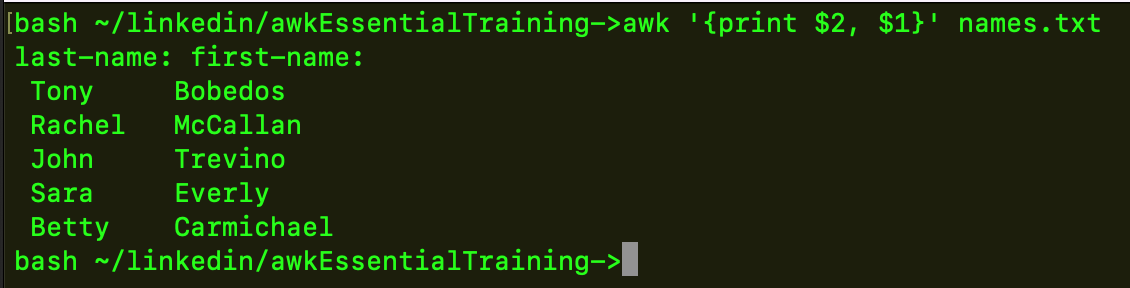 [bash ~/linkedin/awkEssentialTraining->awk '{print $2, $1}' names.txt
last-name: first-name:
 Tony     Bobedos
 Rachel   McCallan
 John     Trevino
 Sara     Everly
 Betty    Carmichael
bash ~/linkedin/awkEssentialTraining->